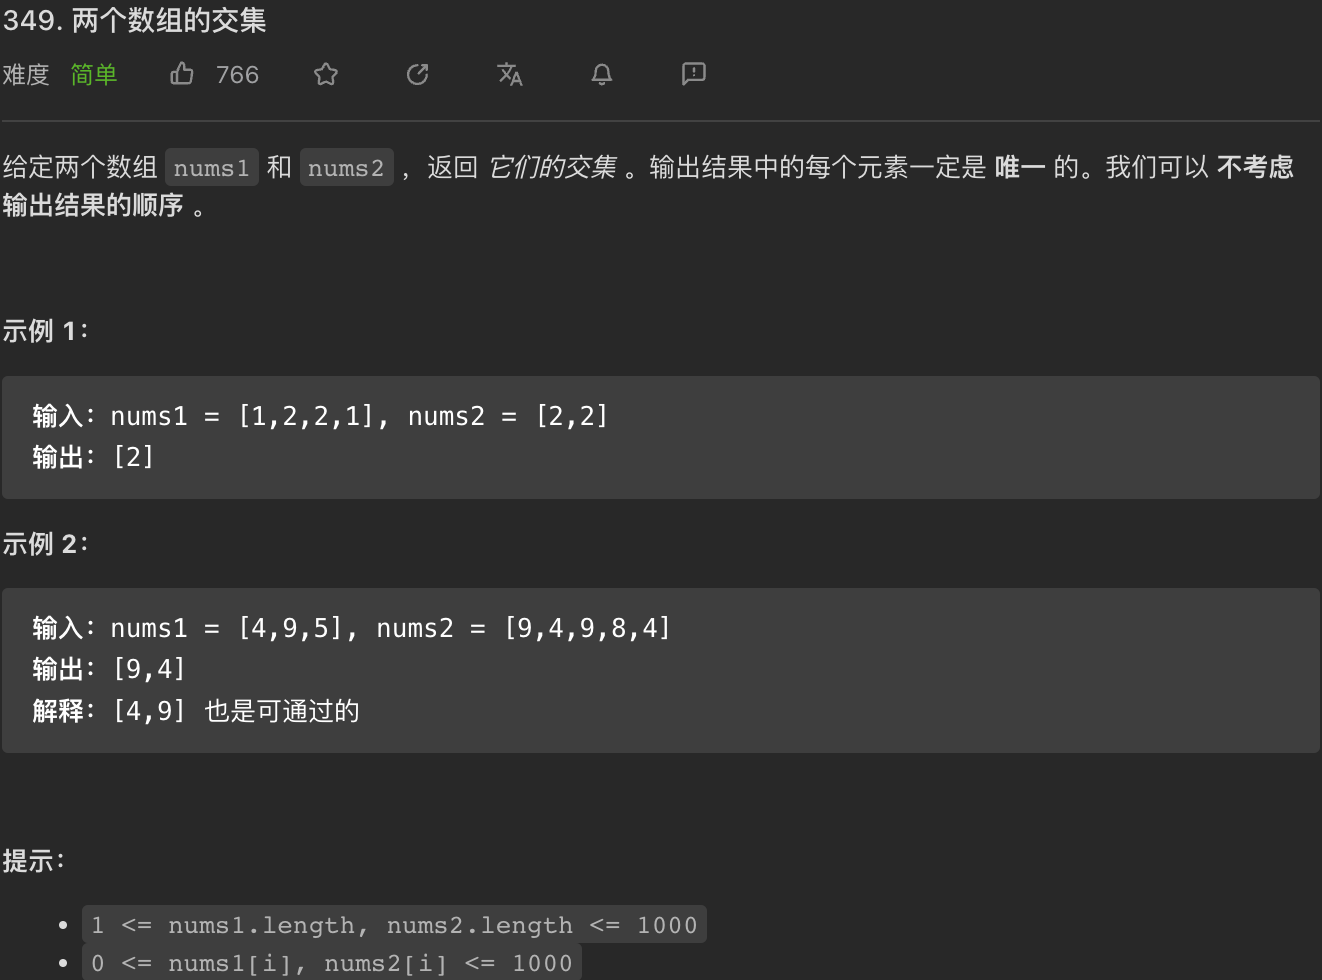 349. 两个数组的交集
难度 简单 766
给定两个数组 nums1 和 nums2 ，返回 它们的交集 。输出结果中的每个元素一定是 唯一 的。我们可以 不考虑
输出结果的顺序 。
示例 1：
输入：nums1 = [1,2,2,1], nums2 = [2,2]
输出：[2]
示例 2：
输入：nums1 = [4,9,5], nums2 = [9,4,9,8,4]
输出：[9,4]
解释：[4,9] 也是可通过的
提示：
• 1 <= nums1.length, nums2.length <= 1000
• 0 <= nums1[i], nums2[i] <= 1000